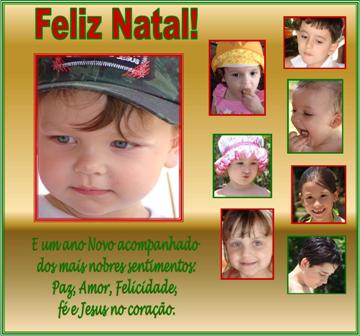 Feliz Natal!
E um ano Novo acompanhado
dos mais nobres sentimentos:
Paz, Amor, Felicidade,
fé e Jesus no coração.